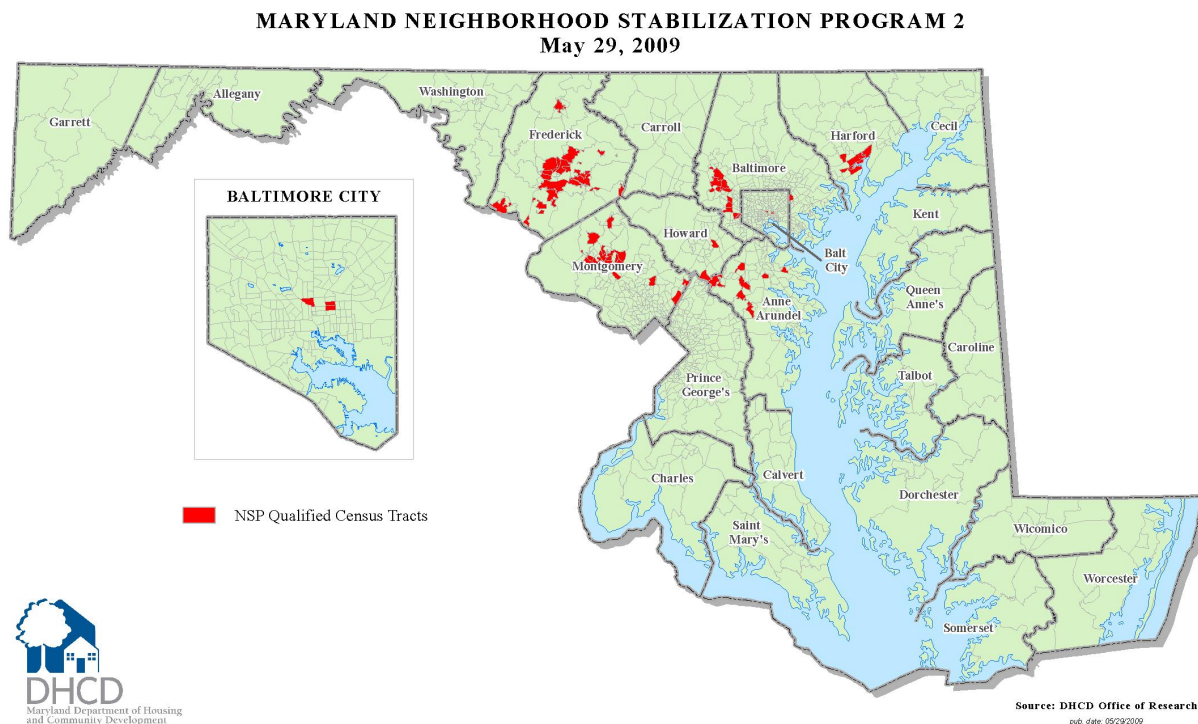 MARYLAND NEIGHBORHOOD STABILIZATION PROGRAM 2
May 29, 2009
Garrett
Allegany
Washington
Frederick
Carroll
Baltimore
Harford
Cecil
Kent
Howard
Montgomery
Balt
City
Anne
Arundel
Queen
Anne's
Caroline
Talbot
Prince
George's
Charles
Calvert
Saint
Mary's
Dorchester
Wicomico
Worcester
Somerset
BALTIMORE CITY
NSP Qualified Census Tracts
DHCD
Maryland Department of Housing
and Community Development
Source: DHCD Office of Research
pub. date: 05/29/2009